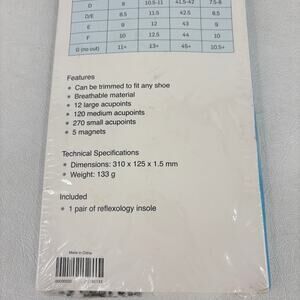 D 8 10.5-11 41.5-42 7.5-8
D/E 8.5 11.5 42.5 8.5
E 9 12 43 9
F 10 12.5 44 10
G (no cut) 11+ 13+ 45+ 10.5+
Features
• Can be trimmed to fit any shoe
• Breathable material
• 12 large acupoints
• 120 medium acupoints
• 270 small acupoints
• 5 magnets
Technical Specifications
• Dimensions: 310 x 125 x 1.5 mm
• Weight: 133 g
Included
• 1 pair of reflexology insole
Made in China